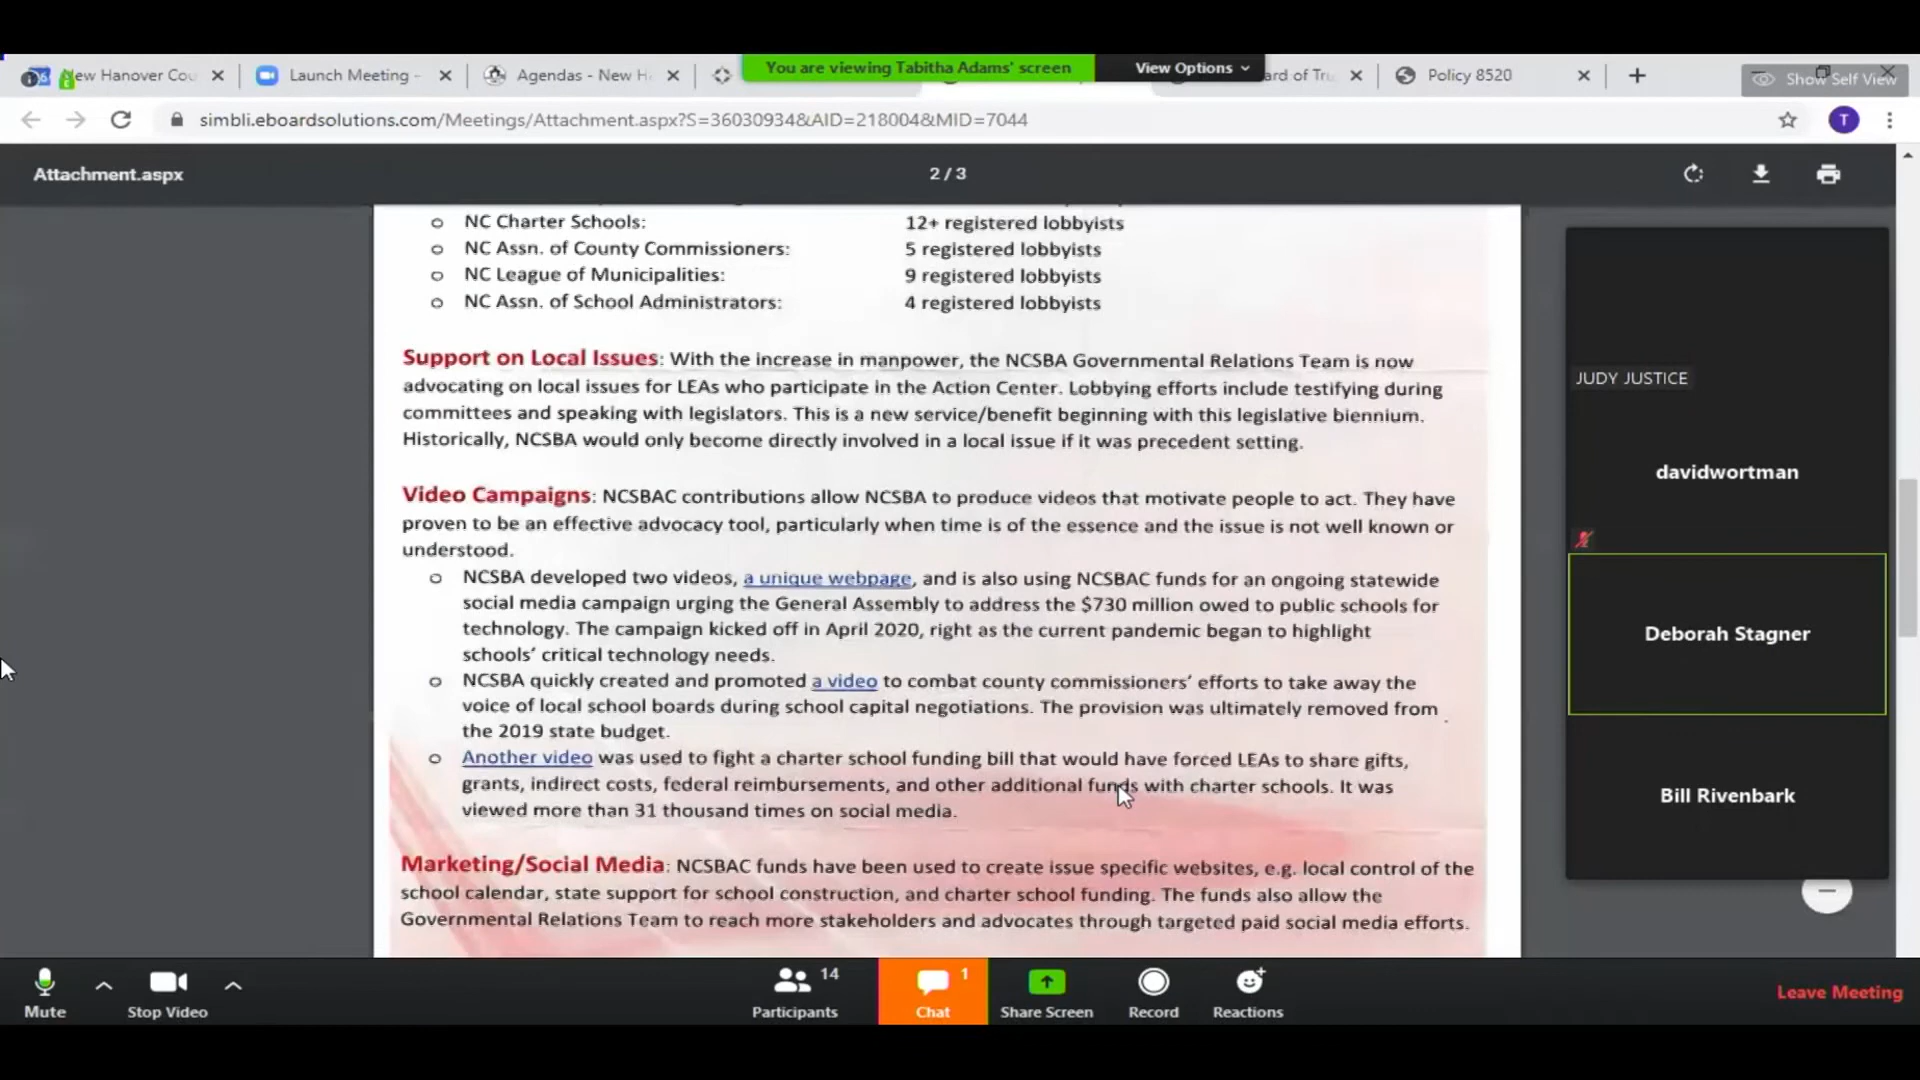 New Hanover Cou
Launch Meeting -
Agendas - New H
You are viewing Tabitha Adams' screen
View Options
ard of Tru
Policy 8520
Show Self View
simbli.eboardsolutions.com/Meetings/Attachment.aspx?S=36030934&AID=218004&MID=7044
T
Attachment.aspx
2 / 3
o NC Charter Schools: 12+ registered lobbyists
o NC Assn. of County Commissioners: 5 registered lobbyists
o NC League of Municipalities: 9 registered lobbyists
o NC Assn. of School Administrators: 4 registered lobbyists
Support on Local Issues: With the increase in manpower, the NCSBA Governmental Relations Team is now
advocating on local issues for LEAs who participate in the Action Center. Lobbying efforts include testifying during
committees and speaking with legislators. This is a new service/benefit beginning with this legislative biennium.
Historically, NCSBA would only become directly involved in a local issue if it was precedent setting.
Video Campaigns: NCSBAC contributions allow NCSBA to produce videos that motivate people to act. They have
proven to be an effective advocacy tool, particularly when time is of the essence and the issue is not well known or
understood.
o NCSBA developed two videos, a unique webpage, and is also using NCSBAC funds for an ongoing statewide
social media campaign urging the General Assembly to address the $730 million owed to public schools for
technology. The campaign kicked off in April 2020, right as the current pandemic began to highlight
schools' critical technology needs.
o NCSBA quickly created and promoted a video to combat county commissioners' efforts to take away the
voice of local school boards during school capital negotiations. The provision was ultimately removed from
the 2019 state budget.
o Another video was used to fight a charter school funding bill that would have forced LEAs to share gifts,
grants, indirect costs, federal reimbursements, and other additional funds with charter schools. It was
viewed more than 31 thousand times on social media.
Marketing/Social Media: NCSBAC funds have been used to create issue specific websites, e.g. local control of the
school calendar, state support for school construction, and charter school funding. The funds also allow the
Governmental Relations Team to reach more stakeholders and advocates through targeted paid social media efforts.
JUDY JUSTICE
davidwortman
Deborah Stagner
Bill Rivenbark
Mute
Stop Video
14
Participants
1
Chat
Share Screen
Record
Reactions
Leave Meeting